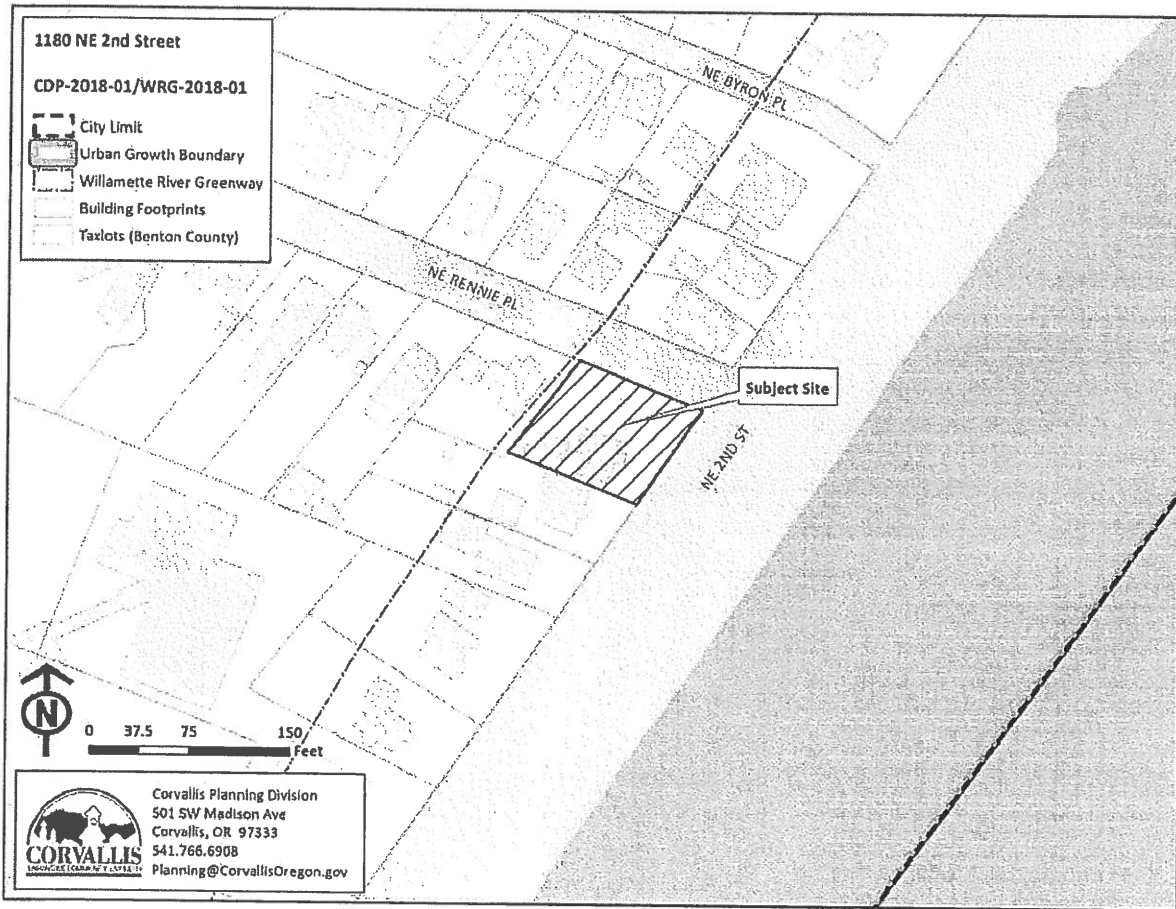 1180 NE 2nd Street
CDP-2018-01/WRG-2018-01
City Limit
Urban Growth Boundary
Willamette River Greenway
Building Footprints
Taxlots (Benton County)
NE BYRON PL
NE RENNIE PL
Subject Site
NE 2ND ST
N
0 37.5 75 150
Feet
CORVALLIS
Corvallis Planning Division
501 SW Madison Ave
Corvallis, OR 97333
541.766.6908
Planning@CorvallisOregon.gov